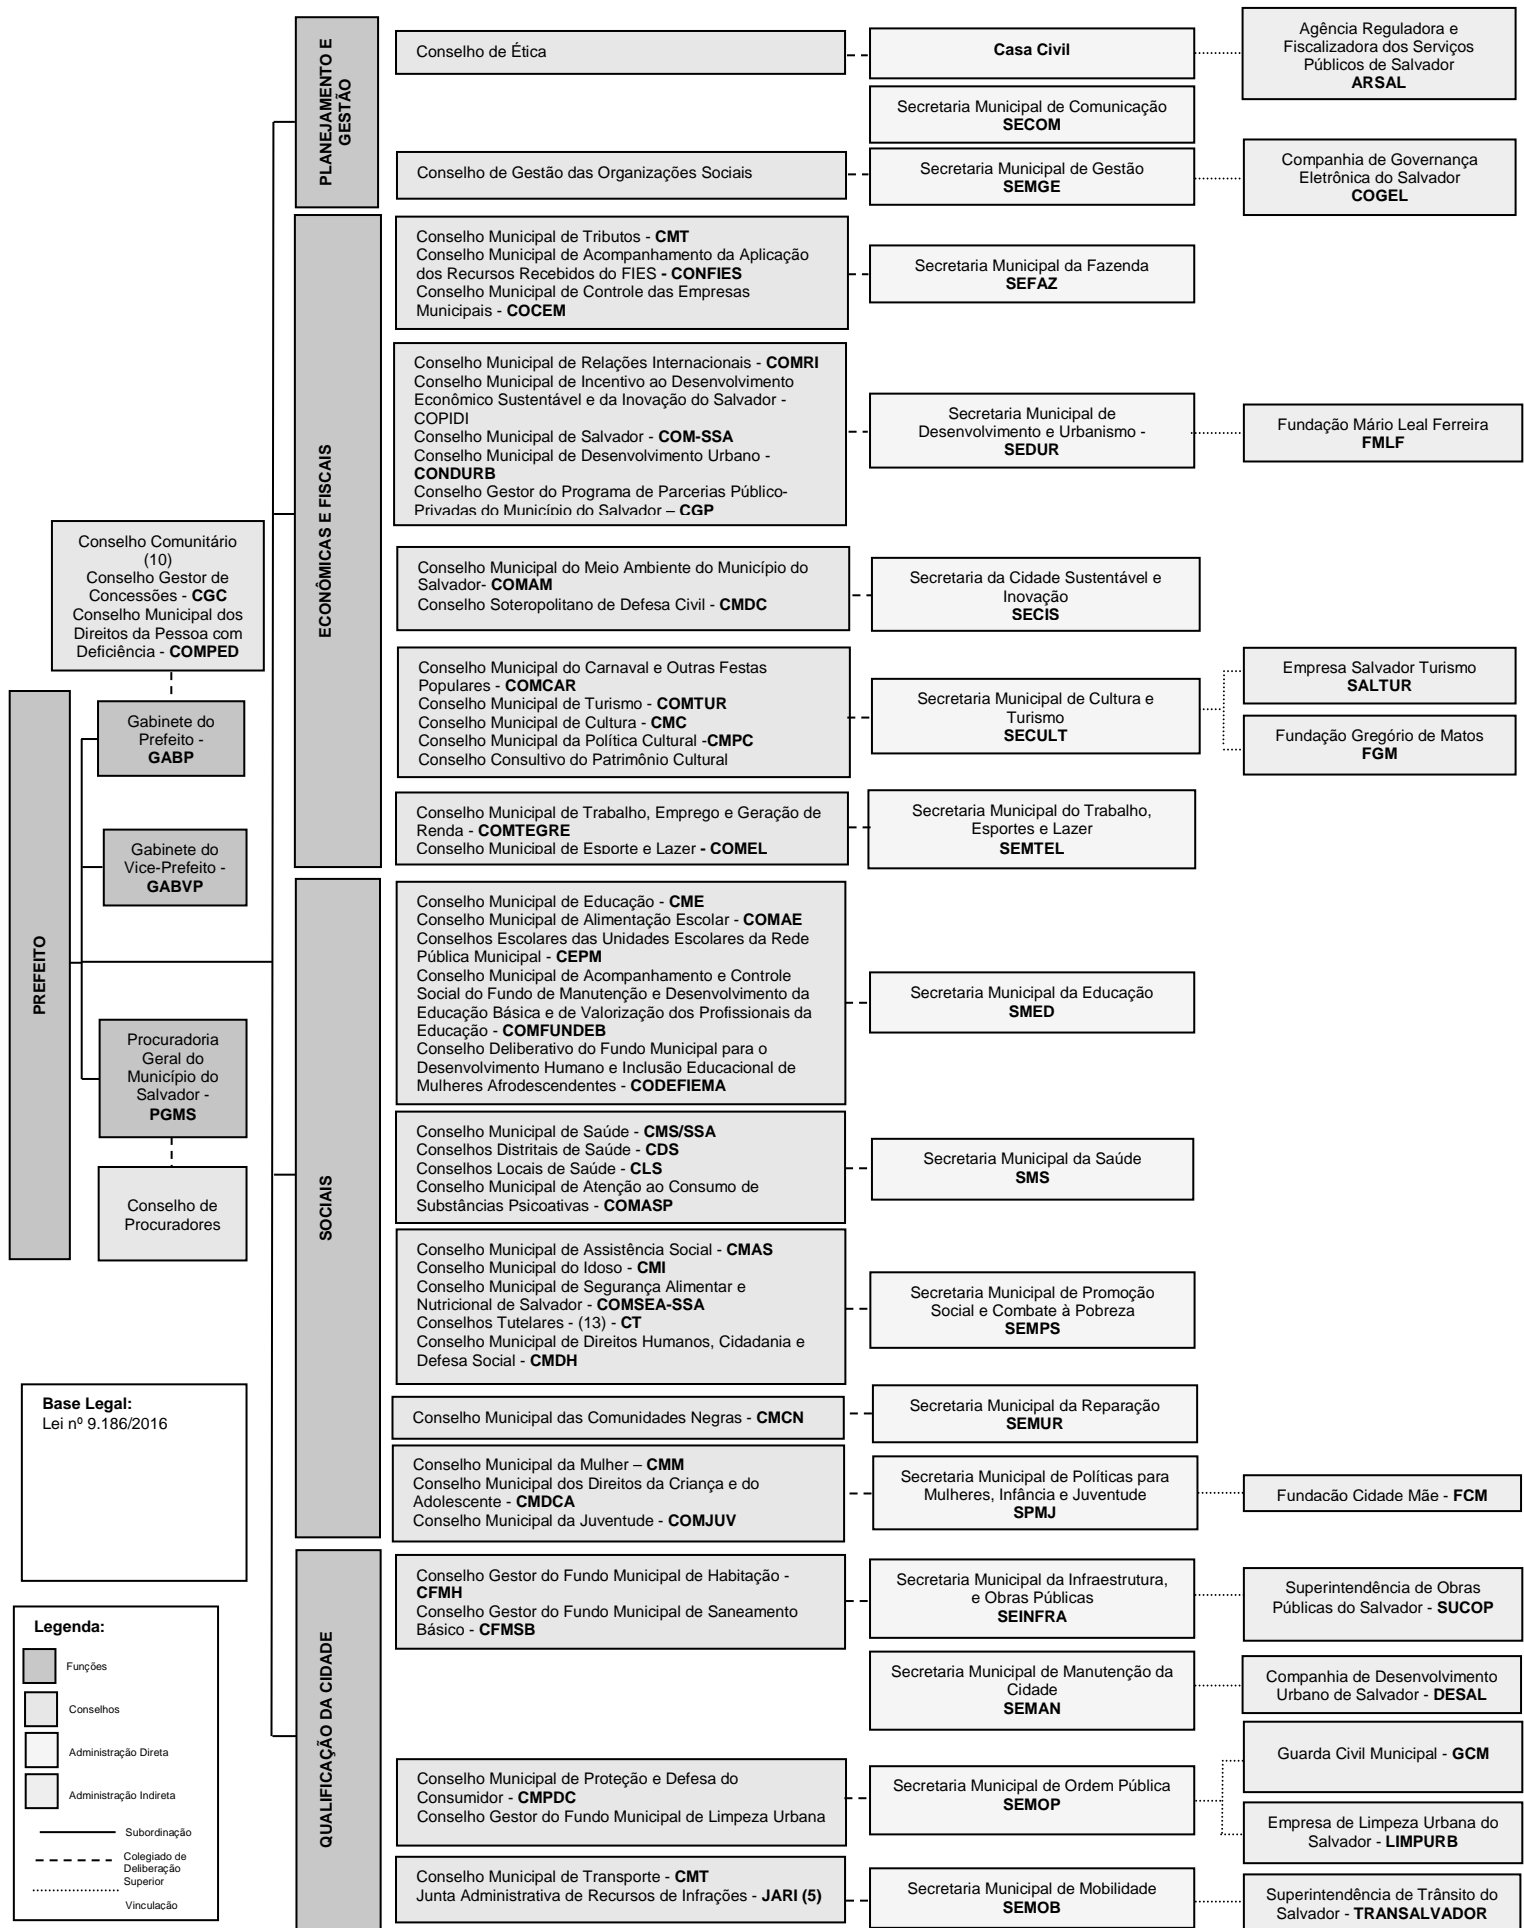 PLANEJAMENTO E
GESTÃO
Conselho de Ética
Casa Civil
Agência Reguladora e
Fiscalizadora dos Serviços
Públicos de Salvador
ARSAL
Secretaria Municipal de Comunicação
SECOM
Conselho de Gestão das Organizações Sociais
Secretaria Municipal de Gestão
SEMGE
Companhia de Governança
Eletrônica do Salvador
COGEL
ECONÔMICAS E FISCAIS
Conselho Municipal de Tributos - CMT
Conselho Municipal de Acompanhamento da Aplicação
dos Recursos Recebidos do FIES - CONFIES
Conselho Municipal de Controle das Empresas
Municipais - COCEM
Secretaria Municipal da Fazenda
SEFAZ
Conselho Municipal de Relações Internacionais - COMRI
Conselho Municipal de Incentivo ao Desenvolvimento
Econômico Sustentável e da Inovação do Salvador -
COPIDI
Conselho Municipal de Salvador - COM-SSA
Conselho Municipal de Desenvolvimento Urbano -
CONDURB
Conselho Gestor do Programa de Parcerias Público-
Privadas do Município do Salvador – CGP
Secretaria Municipal de
Desenvolvimento e Urbanismo -
SEDUR
Fundação Mário Leal Ferreira
FMLF
Conselho Municipal do Meio Ambiente do Município do
Salvador- COMAM
Conselho Soteropolitano de Defesa Civil - CMDC
Secretaria da Cidade Sustentável e
Inovação
SECIS
Conselho Municipal do Carnaval e Outras Festas
Populares - COMCAR
Conselho Municipal de Turismo - COMTUR
Conselho Municipal de Cultura - CMC
Conselho Municipal da Política Cultural -CMPC
Conselho Consultivo do Patrimônio Cultural
Secretaria Municipal de Cultura e
Turismo
SECULT
Empresa Salvador Turismo
SALTUR
Fundação Gregório de Matos
FGM
Conselho Municipal de Trabalho, Emprego e Geração de
Renda - COMTEGRE
Conselho Municipal de Esporte e Lazer - COMEL
Secretaria Municipal do Trabalho,
Esportes e Lazer
SEMTEL
Conselho Comunitário
(10)
Conselho Gestor de
Concessões - CGC
Conselho Municipal dos
Direitos da Pessoa com
Deficiência - COMPED
PREFEITO
Gabinete do
Prefeito -
GABP
Gabinete do
Vice-Prefeito -
GABVP
Procuradoria
Geral do
Município do
Salvador -
PGMS
Conselho de
Procuradores
SOCIAIS
Conselho Municipal de Educação - CME
Conselho Municipal de Alimentação Escolar - COMAE
Conselhos Escolares das Unidades Escolares da Rede
Pública Municipal - CEPM
Conselho Municipal de Acompanhamento e Controle
Social do Fundo de Manutenção e Desenvolvimento da
Educação Básica e de Valorização dos Profissionais da
Educação - COMFUNDEB
Conselho Deliberativo do Fundo Municipal para o
Desenvolvimento Humano e Inclusão Educacional de
Mulheres Afrodescendentes - CODEFIEMA
Secretaria Municipal da Educação
SMED
Conselho Municipal de Saúde - CMS/SSA
Conselhos Distritais de Saúde - CDS
Conselhos Locais de Saúde - CLS
Conselho Municipal de Atenção ao Consumo de
Substâncias Psicoativas - COMASP
Secretaria Municipal da Saúde
SMS
Conselho Municipal de Assistência Social - CMAS
Conselho Municipal do Idoso - CMI
Conselho Municipal de Segurança Alimentar e
Nutricional de Salvador - COMSEA-SSA
Conselhos Tutelares - (13) - CT
Conselho Municipal de Direitos Humanos, Cidadania e
Defesa Social - CMDH
Secretaria Municipal de Promoção
Social e Combate à Pobreza
SEMPS
Conselho Municipal das Comunidades Negras - CMCN
Secretaria Municipal da Reparação
SEMUR
Conselho Municipal da Mulher – CMM
Conselho Municipal dos Direitos da Criança e do
Adolescente - CMDCA
Conselho Municipal da Juventude - COMJUV
Secretaria Municipal de Políticas para
Mulheres, Infância e Juventude
SPMJ
Fundacão Cidade Mãe - FCM
QUALIFICAÇÃO DA CIDADE
Conselho Gestor do Fundo Municipal de Habitação -
CFMH
Conselho Gestor do Fundo Municipal de Saneamento
Básico - CFMSB
Secretaria Municipal da Infraestrutura,
e Obras Públicas
SEINFRA
Superintendência de Obras
Públicas do Salvador - SUCOP
Secretaria Municipal de Manutenção da
Cidade
SEMAN
Companhia de Desenvolvimento
Urbano de Salvador - DESAL
Conselho Municipal de Proteção e Defesa do
Consumidor - CMPDC
Conselho Gestor do Fundo Municipal de Limpeza Urbana
Secretaria Municipal de Ordem Pública
SEMOP
Guarda Civil Municipal - GCM
Empresa de Limpeza Urbana do
Salvador - LIMPURB
Conselho Municipal de Transporte - CMT
Junta Administrativa de Recursos de Infrações - JARI (5)
Secretaria Municipal de Mobilidade
SEMOB
Superintendência de Trânsito do
Salvador - TRANSALVADOR
Base Legal:
Lei nº 9.186/2016
Legenda:
Funções
Conselhos
Administração Direta
Administração Indireta
Subordinação
Colegiado de
Deliberação
Superior
Vinculação